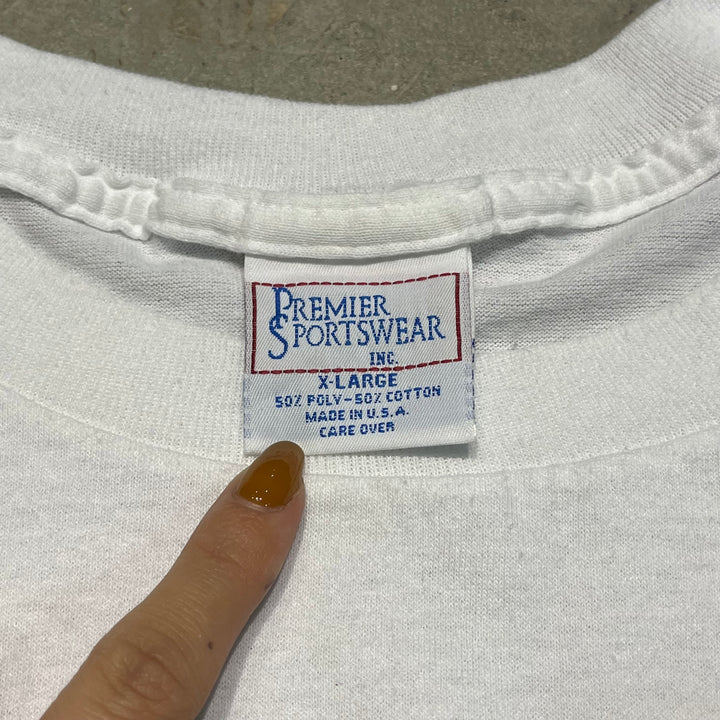 PREMIER
SPORTSWEAR
INC.
X-LARGE
50% POLY-50% COTTON
MADE IN U.S.A.
CARE OVER